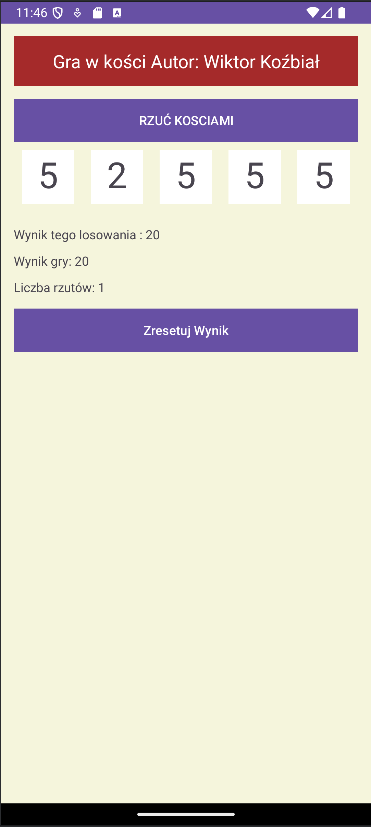 11:46
Gra w kości Autor: Wiktor Koźbiał
RZUĆ KOSCIAMI
5 2 5 5 5
Wynik tego losowania : 20
Wynik gry: 20
Liczba rzutów: 1
Zresetuj Wynik